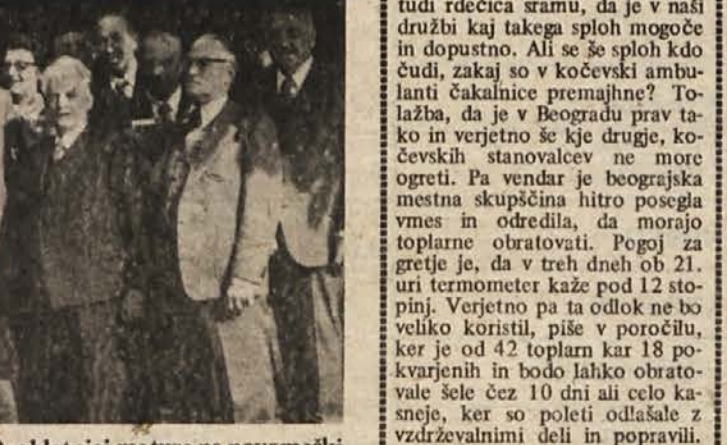 tudi rdečica sramu, da je v naši
družbi kaj takega sploh mogoče
in dopustno. Ali se še sploh kdo
čudi, zakaj so v kočevski ambu-
lanti čakalnice premajhne? To-
lažba, da je v Beogradu prav ta-
ko in verjetno še kje drugje, ko-
čevskih stanovalcev ne more
ogreti. Pa vendar je beograjska
mestna skupščina hitro posegla
vmes in odredila, da morajo
toplarne obratovati. Pogoj za
gretje je, da v treh dneh ob 21.
uri termometer kaže pod 12 sto-
pinj. Verjetno pa ta odlok ne bo
veliko koristil, piše v poročilu,
ker je od 42 toplarn kar 18 po-
kvarjenih in bodo lahko obrato-
vale šele čez 10 dni ali celo ka-
sneje, ker so poleti odlašale z
vzdrževalnimi deli in popravili.